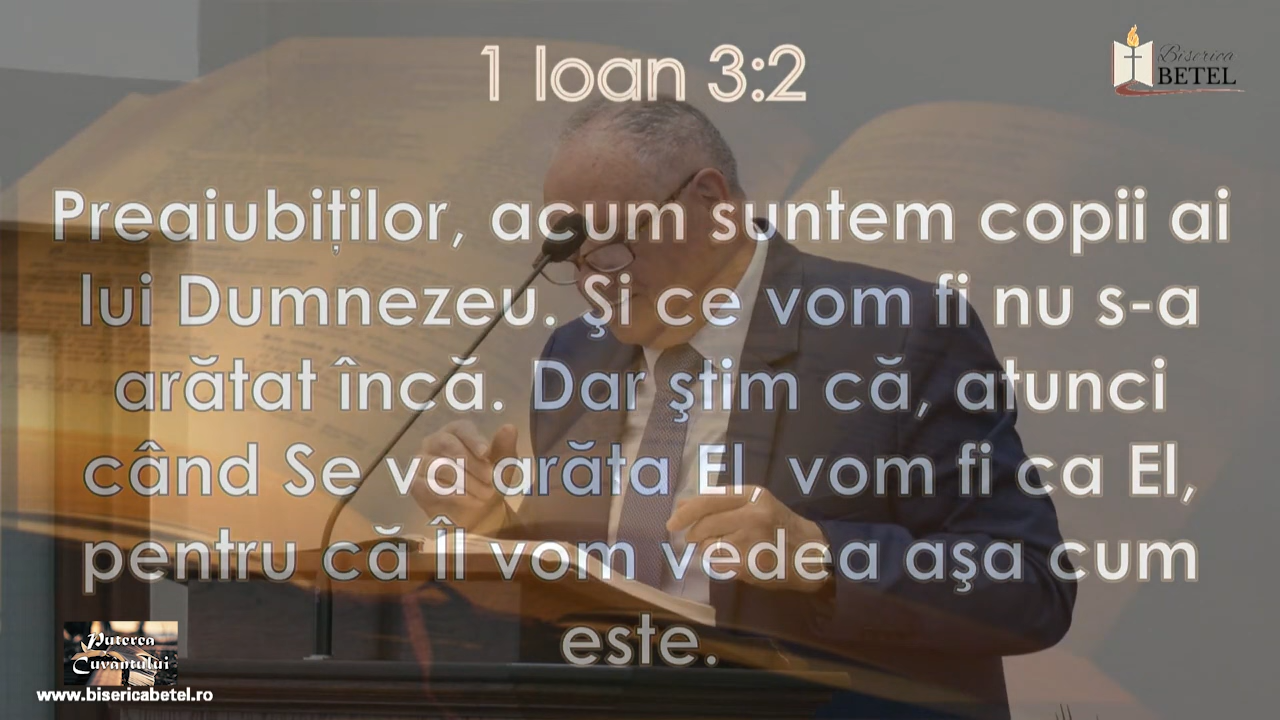 1 Ioan 3:2
Biserica
BETEL
Preaiubiților, acum suntem copii ai
lui Dumnezeu. Şi ce vom fi nu s-a
arătat încă. Dar ştim că, atunci
când Se va arăta El, vom fi ca El,
pentru că Îl vom vedea aşa cum
este.
Puterea
Cuvântului
www.bisericabetel.ro